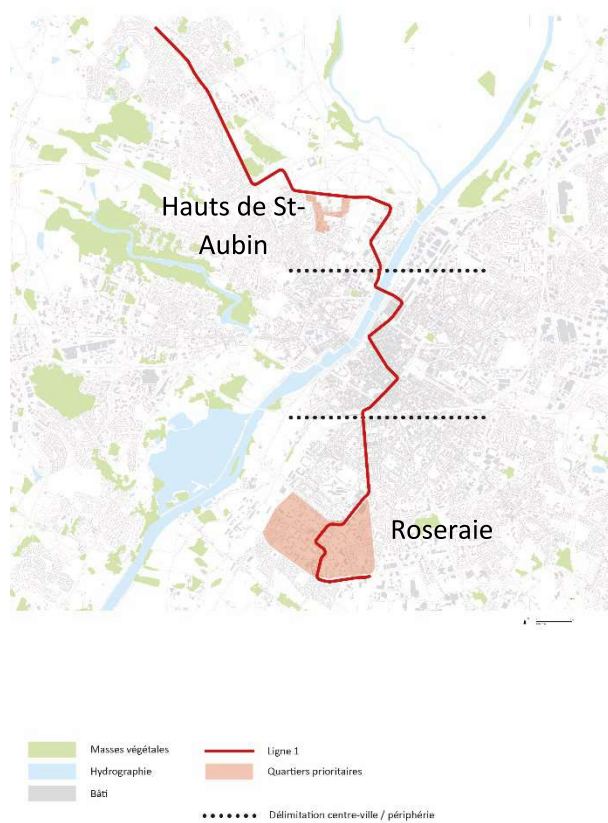 Hauts de St-
Aubin
Roseraie
Masses végétales
Ligne 1
Hydrographie
Quartiers prioritaires
Bâti
Délimitation centre-ville / périphérie